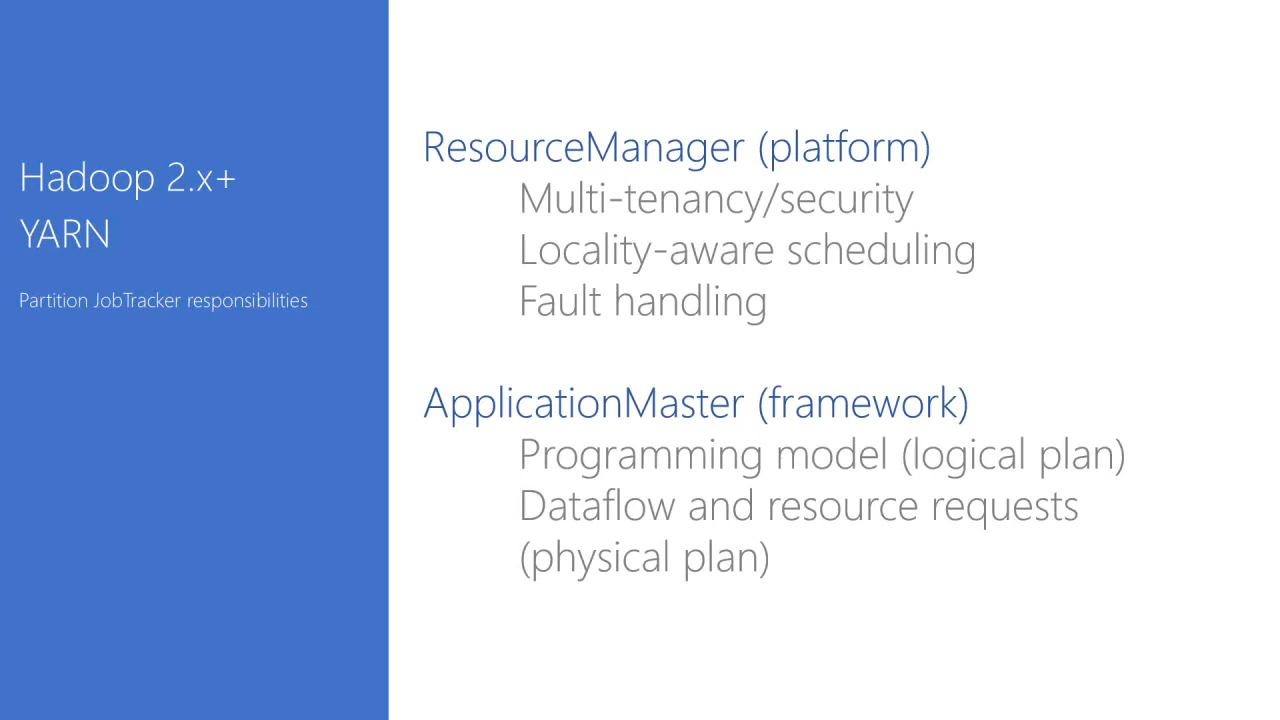 Hadoop 2.x+
YARN
Partition JobTracker responsibilities
ResourceManager (platform)
Multi-tenancy/security
Locality-aware scheduling
Fault handling
ApplicationMaster (framework)
Programming model (logical plan)
Dataflow and resource requests
(physical plan)